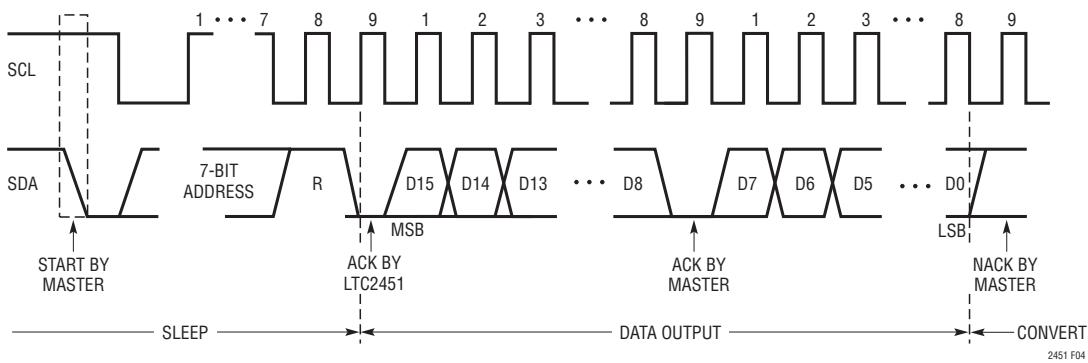 1 ••• 7 8 9 1 2 3 ••• 8 9 1 2 3 ••• 8 9
SCL
•••
•••
SDA
7-BIT
ADDRESS
R
D15
D14
D13
•••
D8
D7
D6
D5
•••
D0
MSB
LSB
START BY
MASTER
ACK BY
LTC2451
ACK BY
MASTER
NACK BY
MASTER
SLEEP
DATA OUTPUT
CONVERT
2451 F04